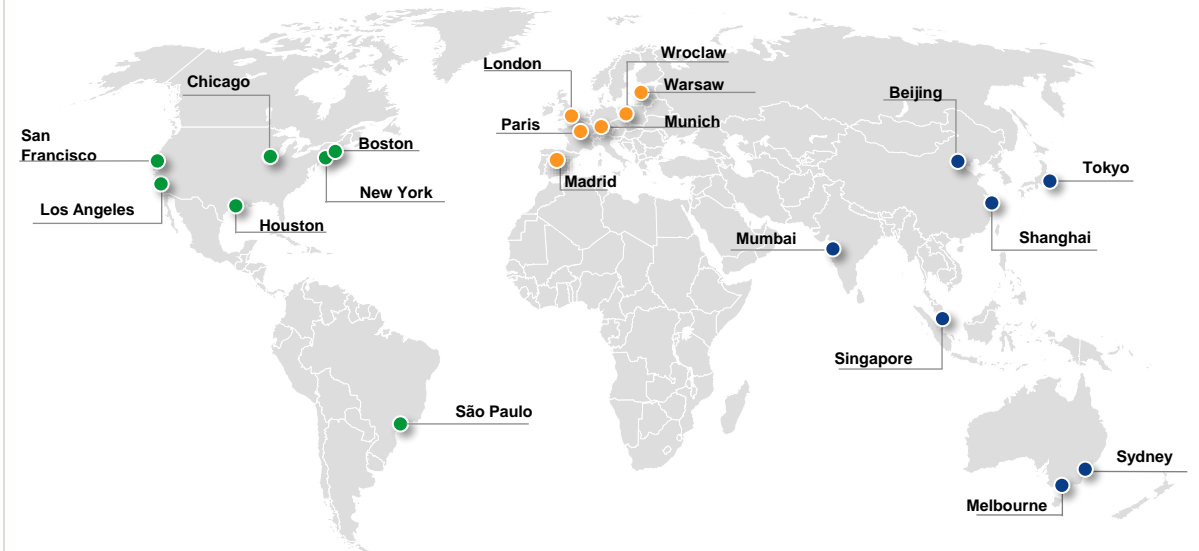 Wroclaw
London
Chicago
Warsaw
Beijing
Paris
Munich
San
Francisco
Boston
Tokyo
Madrid
New York
Los Angeles
Houston
Mumbai
Shanghai
Singapore
São Paulo
Sydney
Melbourne